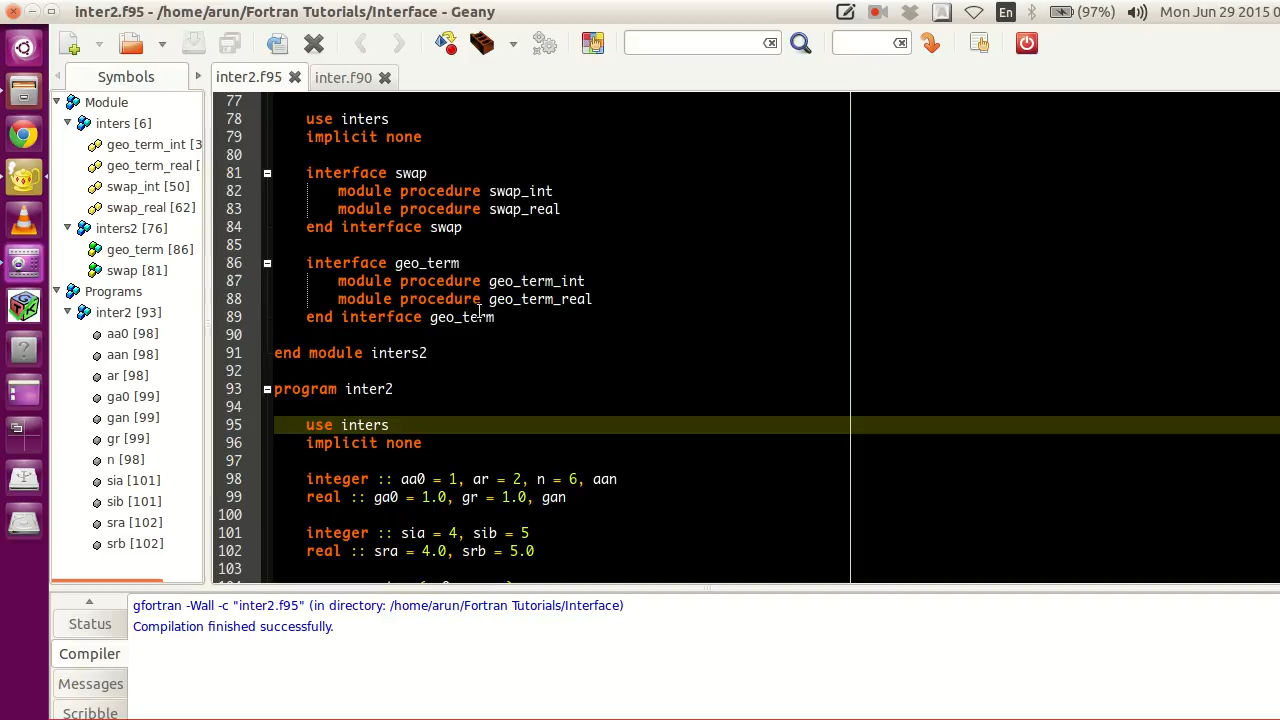 inter2.f95 - /home/arun/Fortran Tutorials/Interface - Geany
En
(97%)
Mon Jun 29 2015 0
Symbols
inter2.f95
inter.f90
Module
inters [6]
geo_term_int [3
geo_term_real [
swap_int [50]
swap_real [62]
inters2 [76]
geo_term [86]
swap [81]
Programs
inter2 [93]
aa0 [98]
aan [98]
ar [98]
ga0 [99]
gan [99]
gr [99]
n [98]
sia [101]
sib [101]
sra [102]
srb [102]
77
78 use inters
79 implicit none
80
81 interface swap
82 module procedure swap_int
83 module procedure swap_real
84 end interface swap
85
86 interface geo_term
87 module procedure geo_term_int
88 module procedure geo_term_real
89 end interface geo_term
90
91 end module inters2
92
93 program inter2
94
95 use inters
96 implicit none
97
98 integer :: aa0 = 1, ar = 2, n = 6, aan
99 real :: ga0 = 1.0, gr = 1.0, gan
100
101 integer :: sia = 4, sib = 5
102 real :: sra = 4.0, srb = 5.0
103
Status
Compiler
Messages
Scribble
gfortran -Wall -c "inter2.f95" (in directory: /home/arun/Fortran Tutorials/Interface)
Compilation finished successfully.